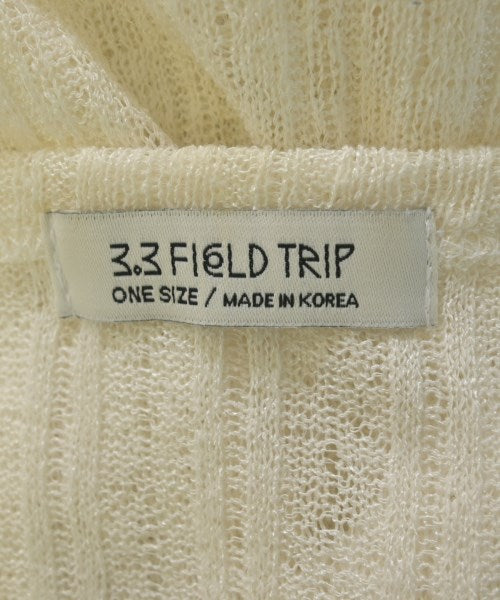 3.3 FIELD TRIP
ONE SIZE / MADE IN KOREA